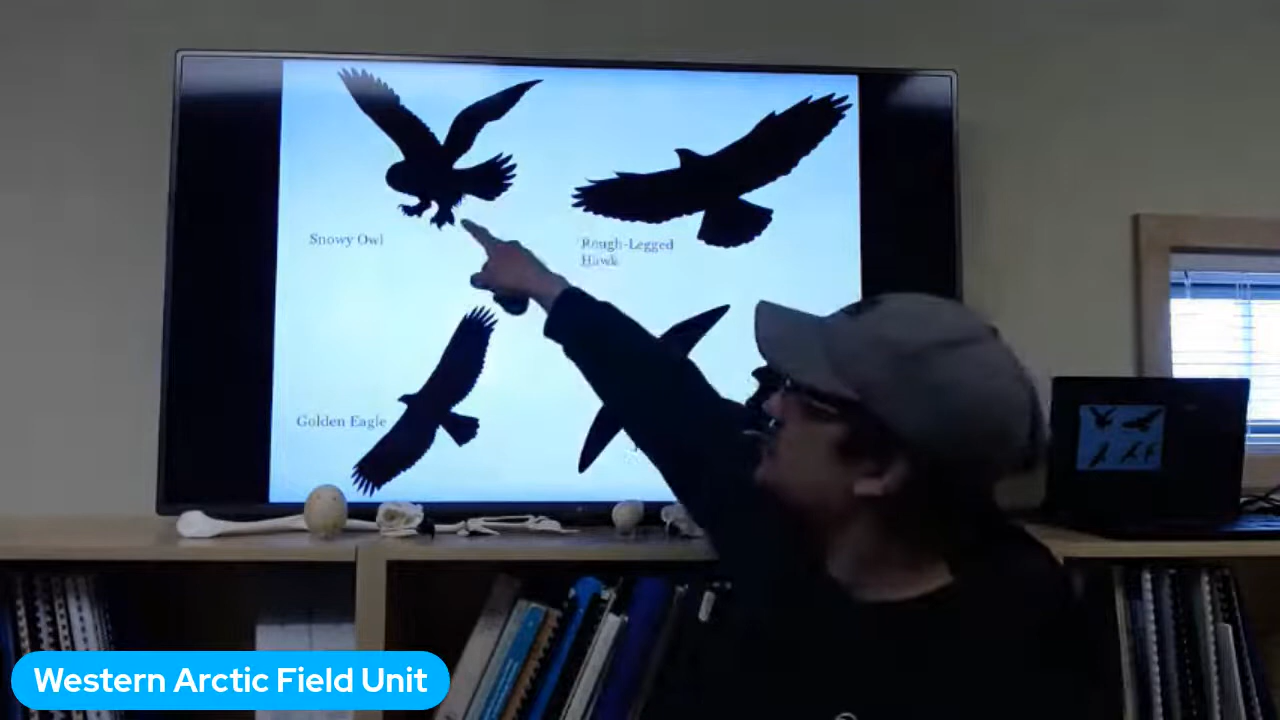 Snowy Owl
Rough-Legged
Hawk
Golden Eagle
Western Arctic Field Unit